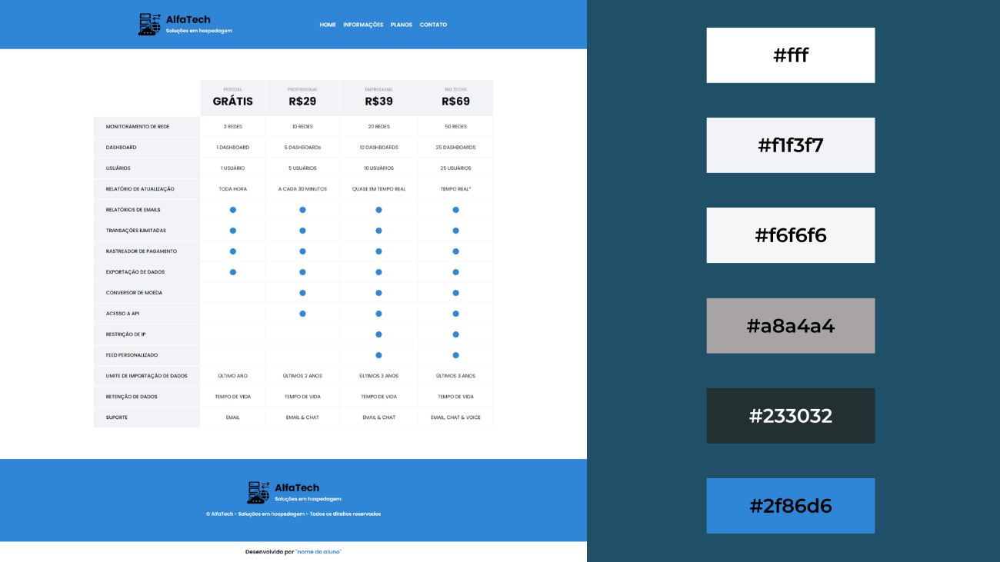 AlfaTech
Soluções em hospedagem
HOME INFORMAÇÕES PLANOS CONTATO
PESSOAL PROFISSIONAL EMPRESARIAL BIG TECHS
GRÁTIS R$29 R$39 R$69
MONITORAMENTO DE REDE 3 REDES 10 REDES 20 REDES 50 REDES
DASHBOARD 1 DASHBOARD 5 DASHBOARDs 10 DASHBOARDS 25 DASHBOARDS
USUÁRIOS 1 USUÁRIO 5 USUÁRIOS 10 USUÁRIOS 25 USUÁRIOS
RELATÓRIO DE ATUALIZAÇÃO TODA HORA A CADA 30 MINUTOS QUASE EM TEMPO REAL TEMPO REAL*
RELATÓRIOS DE EMAILS
TRANSAÇÕES ILIMITADAS
RASTREADOR DE PAGAMENTO
EXPORTAÇÃO DE DADOS
CONVERSOR DE MOEDA
ACESSO A API
RESTRIÇÃO DE IP
FEED PERSONALIZADO
LIMITE DE IMPORTAÇÃO DE DADOS ÚLTIMO ANO ÚLTIMOS 2 ANOS ÚLTIMOS 3 ANOS ÚLTIMOS 3 ANOS
RETENÇÃO DE DADOS TEMPO DE VIDA TEMPO DE VIDA TEMPO DE VIDA TEMPO DE VIDA
SUPORTE EMAIL EMAIL & CHAT EMAIL & CHAT EMAIL, CHAT & VOICE
AlfaTech
Soluções em hospedagem
© AlfaTech - Soluções em hospedagem - Todos os direitos reservados
Desenvolvido por "nome do aluno"
#fff
#f1f3f7
#f6f6f6
#a8a4a4
#233032
#2f86d6